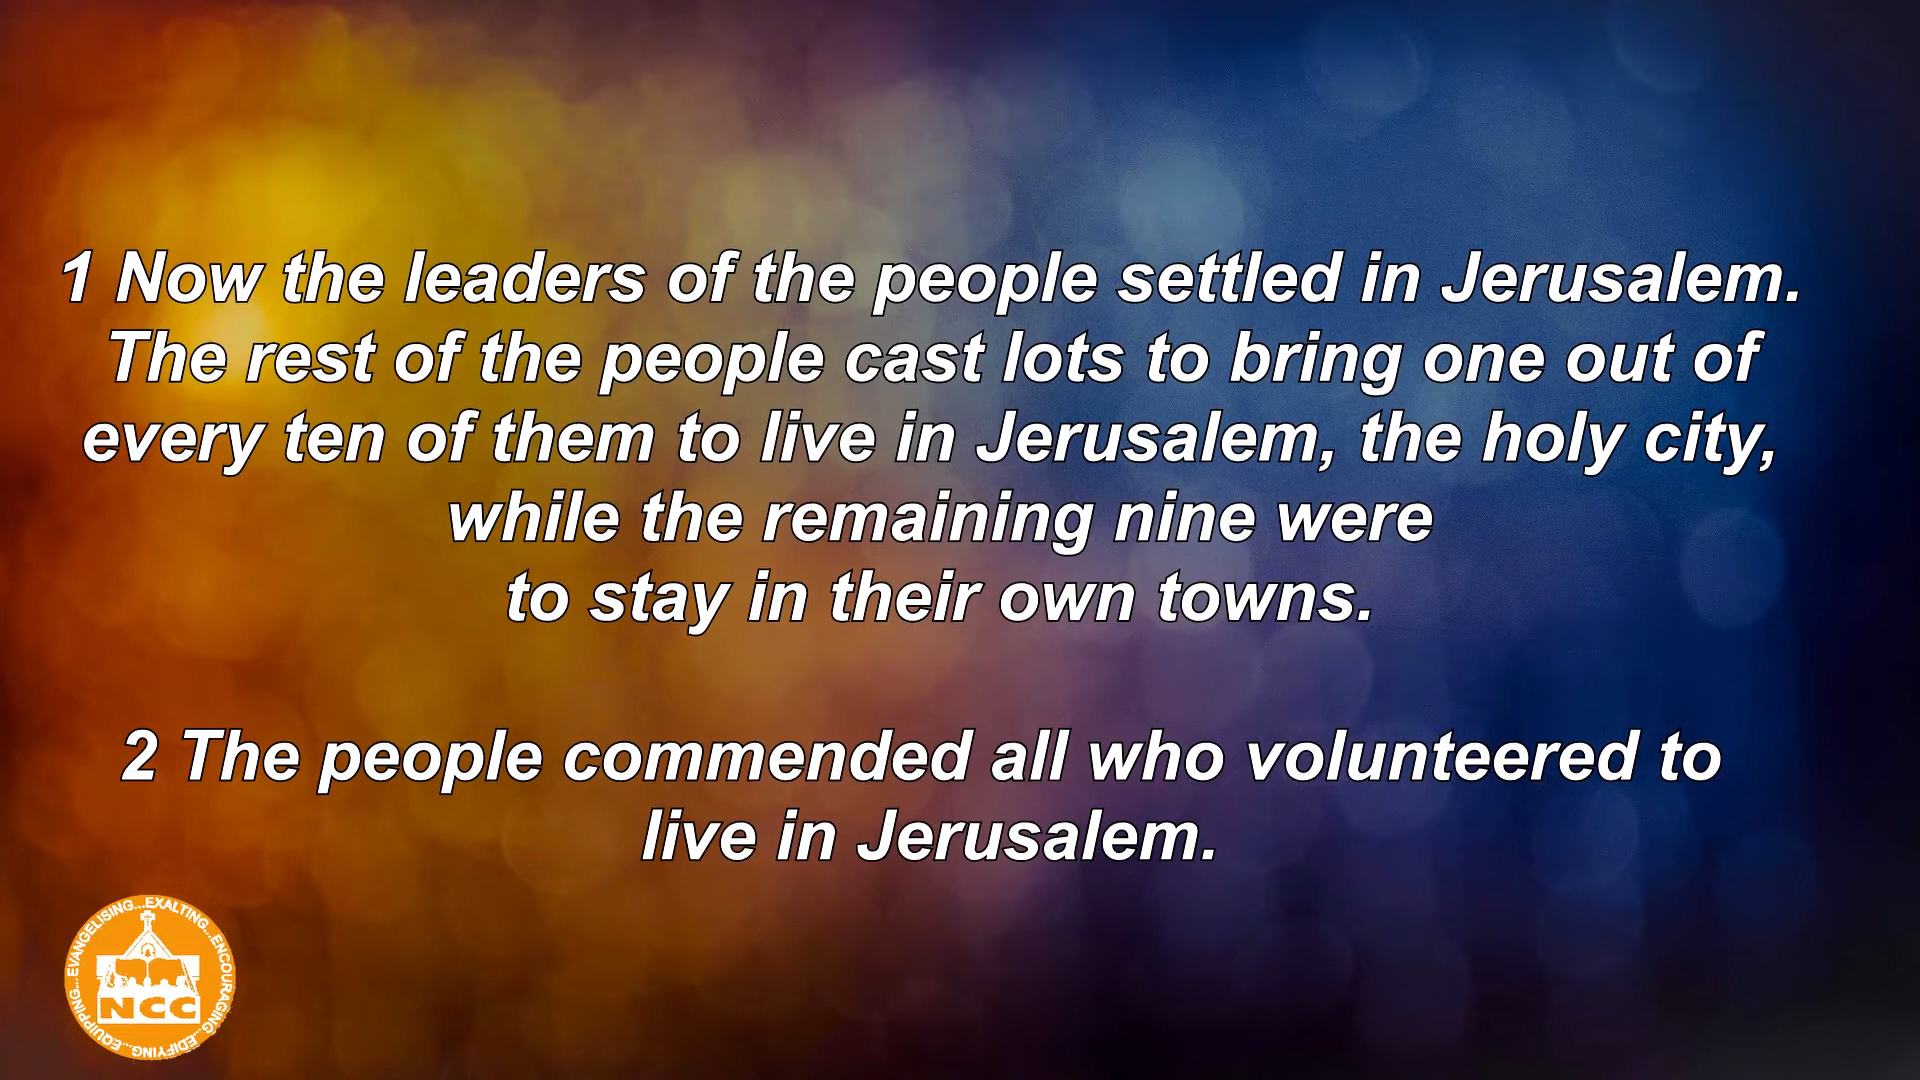 1 Now the leaders of the people settled in Jerusalem.
The rest of the people cast lots to bring one out of
every ten of them to live in Jerusalem, the holy city,
while the remaining nine were
to stay in their own towns.
2 The people commended all who volunteered to
live in Jerusalem.
EVANGELISING...EXALTING...ENCOURAGING...EDIFYING...EQUIPPING...
NCC